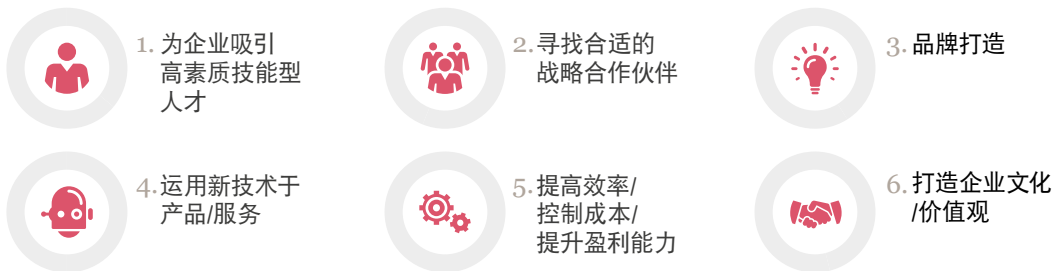 1. 为企业吸引
高素质技能型
人才
2. 寻找合适的
战略合作伙伴
3. 品牌打造
4. 运用新技术于
产品/服务
5. 提高效率/
控制成本/
提升盈利能力
6. 打造企业文化
/价值观